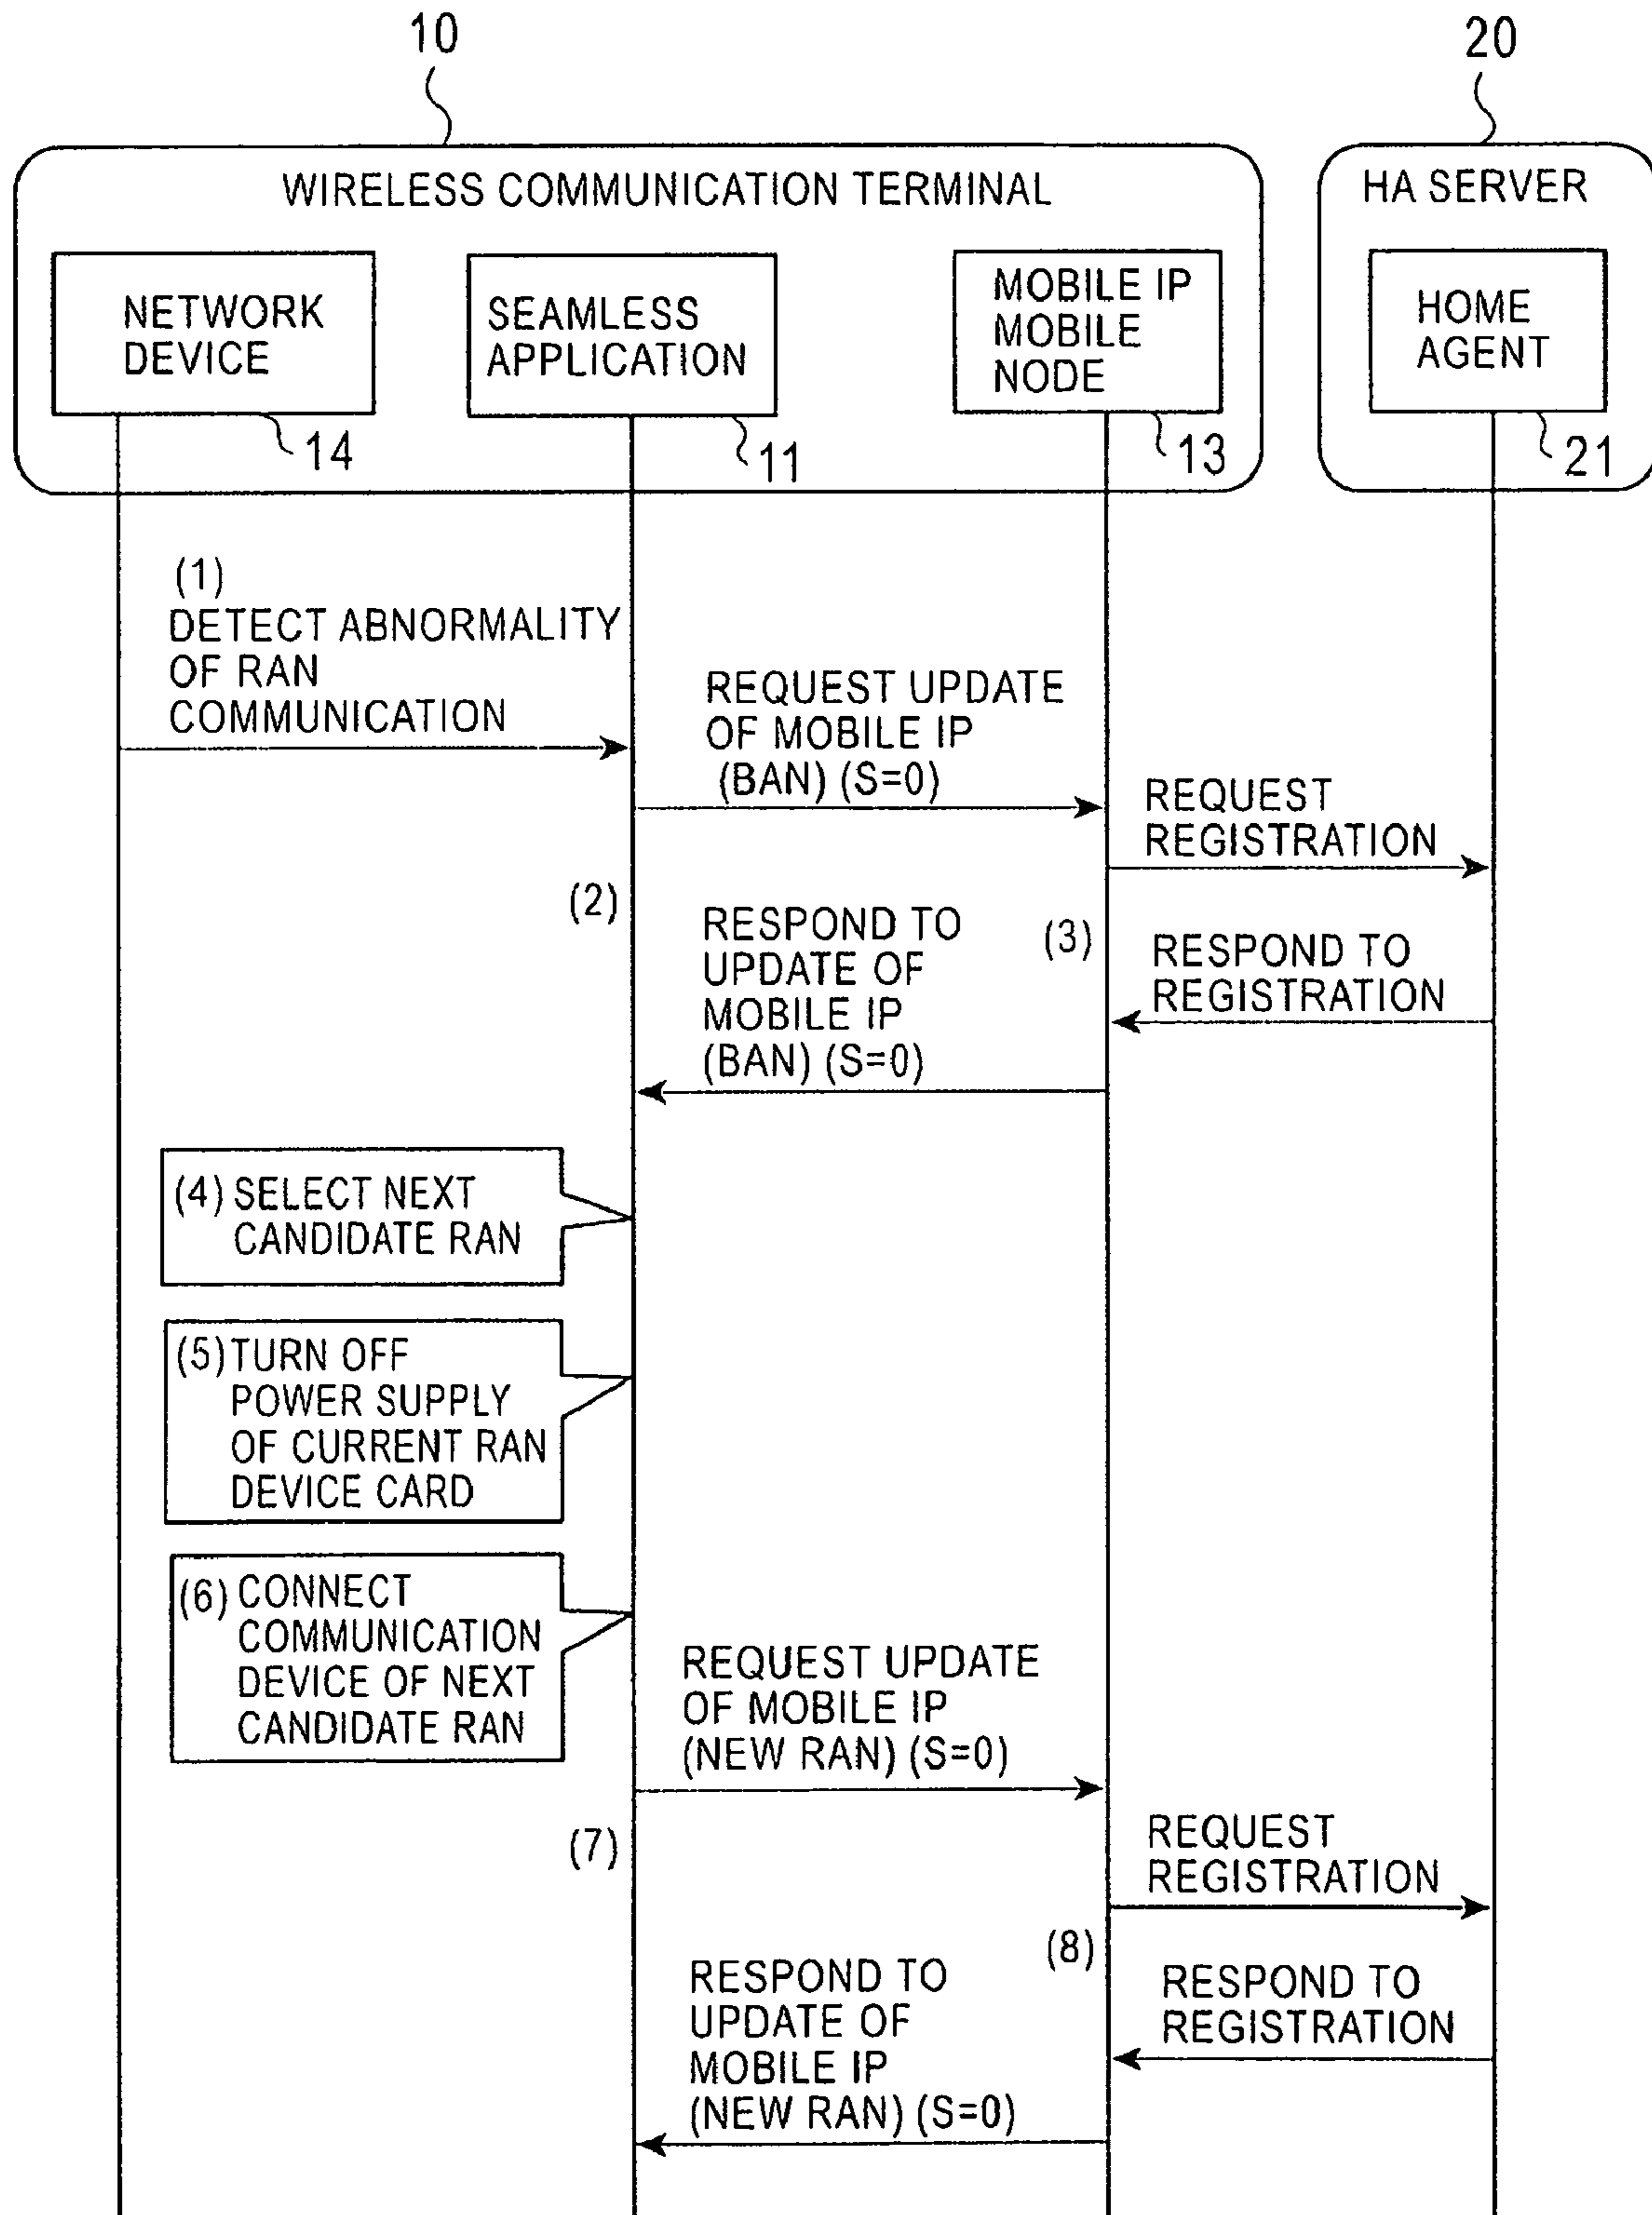 10
20
WIRELESS COMMUNICATION TERMINAL
HA SERVER
NETWORK
DEVICE
SEAMLESS
APPLICATION
MOBILE IP
MOBILE
NODE
HOME
AGENT
14
11
13
21
(1)
DETECT ABNORMALITY
OF RAN
COMMUNICATION
REQUEST UPDATE
OF MOBILE IP
(BAN) (S=0)
REQUEST
REGISTRATION
(2)
RESPOND TO
UPDATE OF
MOBILE IP
(BAN) (S=0)
(3)
RESPOND TO
REGISTRATION
(4) SELECT NEXT
CANDIDATE RAN
(5) TURN OFF
POWER SUPPLY
OF CURRENT RAN
DEVICE CARD
(6) CONNECT
COMMUNICATION
DEVICE OF NEXT
CANDIDATE RAN
REQUEST UPDATE
OF MOBILE IP
(NEW RAN) (S=0)
(7)
REQUEST
REGISTRATION
(8)
RESPOND TO
UPDATE OF
MOBILE IP
(NEW RAN) (S=0)
RESPOND TO
REGISTRATION